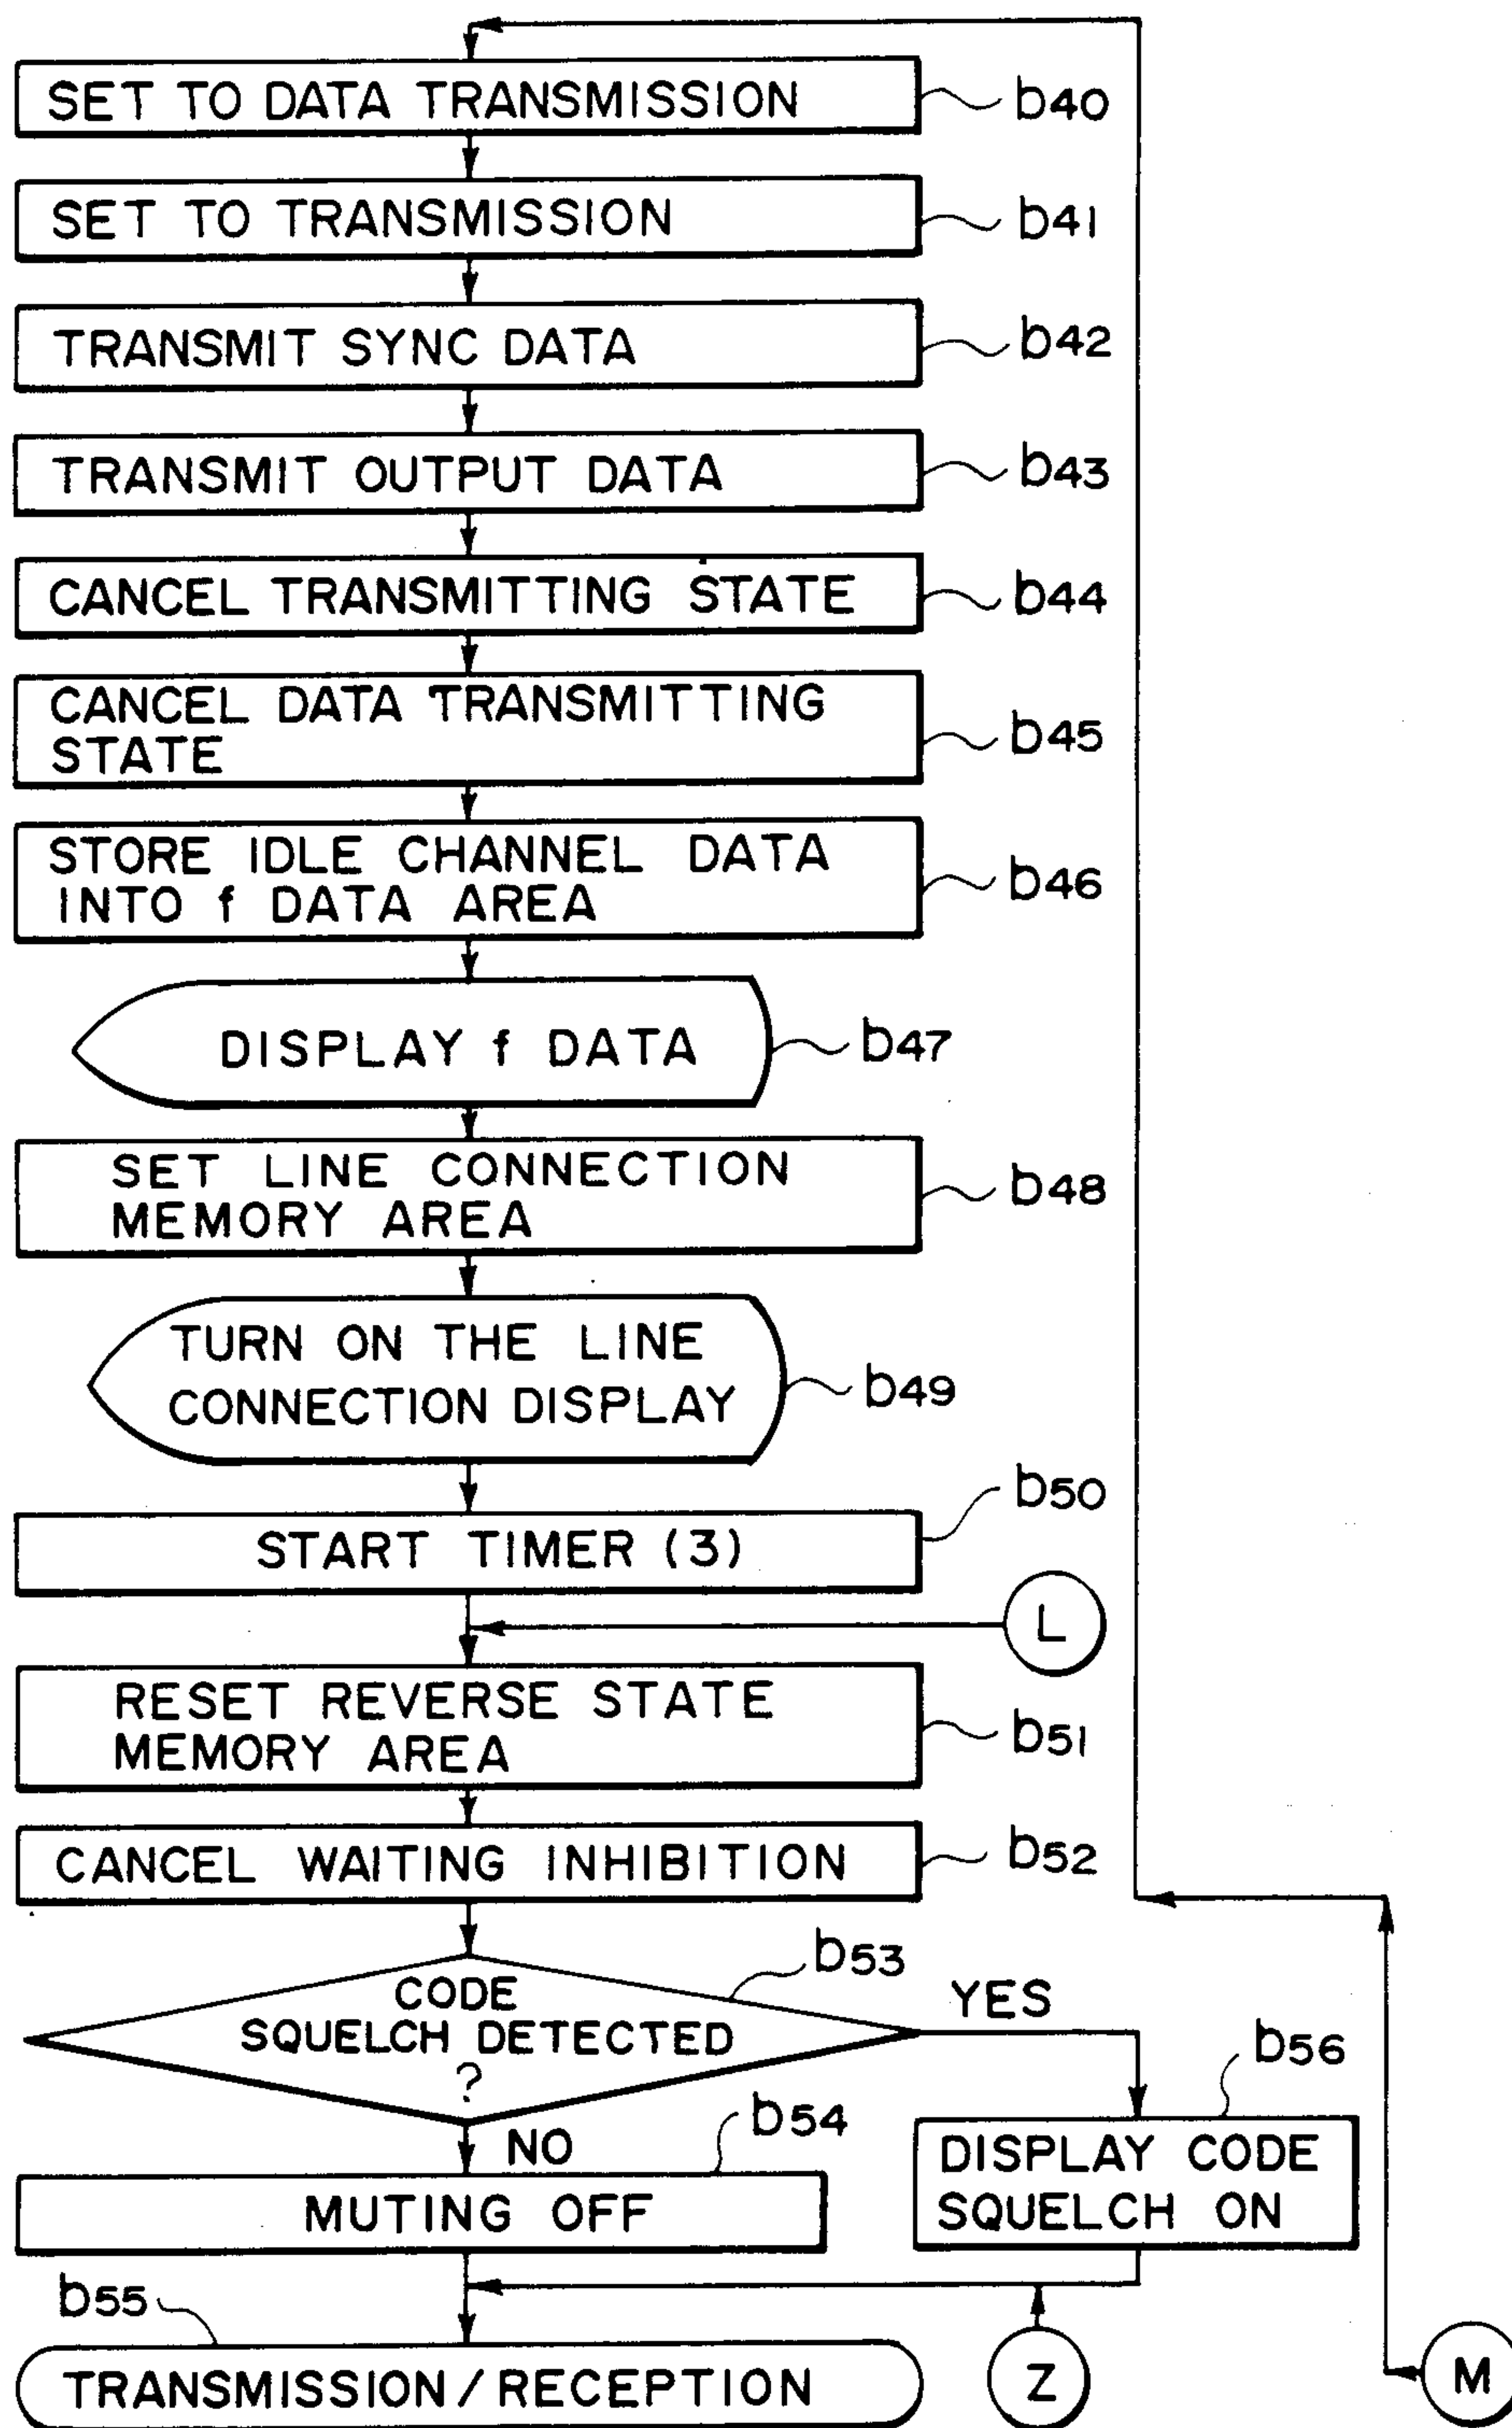 SET TO DATA TRANSMISSION
b40
SET TO TRANSMISSION
b41
TRANSMIT SYNC DATA
b42
TRANSMIT OUTPUT DATA
b43
CANCEL TRANSMITTING STATE
b44
CANCEL DATA TRANSMITTING
STATE
b45
STORE IDLE CHANNEL DATA
INTO f DATA AREA
b46
DISPLAY f DATA
b47
SET LINE CONNECTION
MEMORY AREA
b48
TURN ON THE LINE
CONNECTION DISPLAY
b49
b50
START TIMER (3)
L
RESET REVERSE STATE
MEMORY AREA
b51
CANCEL WAITING INHIBITION
b52
b53
CODE
SQUELCH DETECTED
?
YES
NO
b54
MUTING OFF
b56
DISPLAY CODE
SQUELCH ON
b55
TRANSMISSION/RECEPTION
Z
M